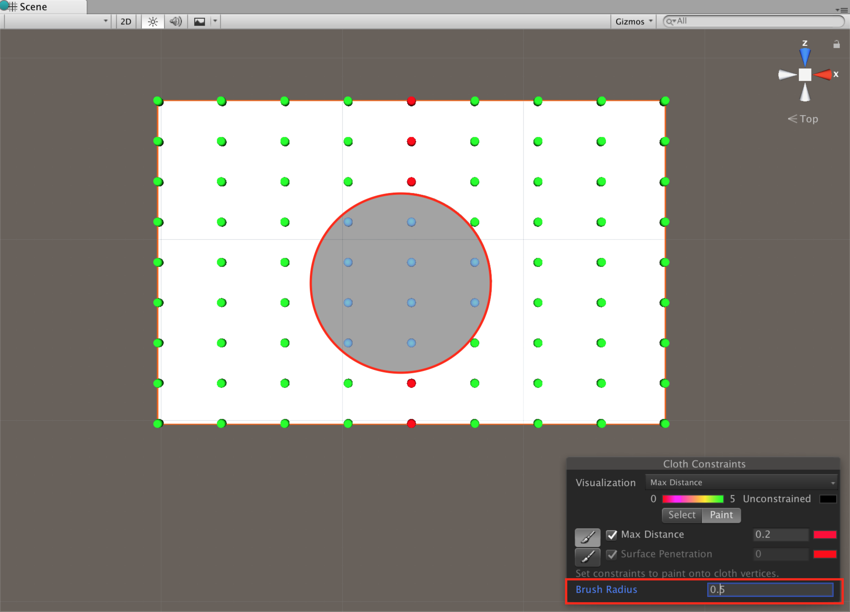 Scene
2D
Gizmos
All
z
x
Top
Cloth Constraints
Visualization Max Distance
0 5 Unconstrained
Select Paint
Max Distance 0.2
Surface Penetration 0
Set constraints to paint onto cloth vertices.
Brush Radius 0.5